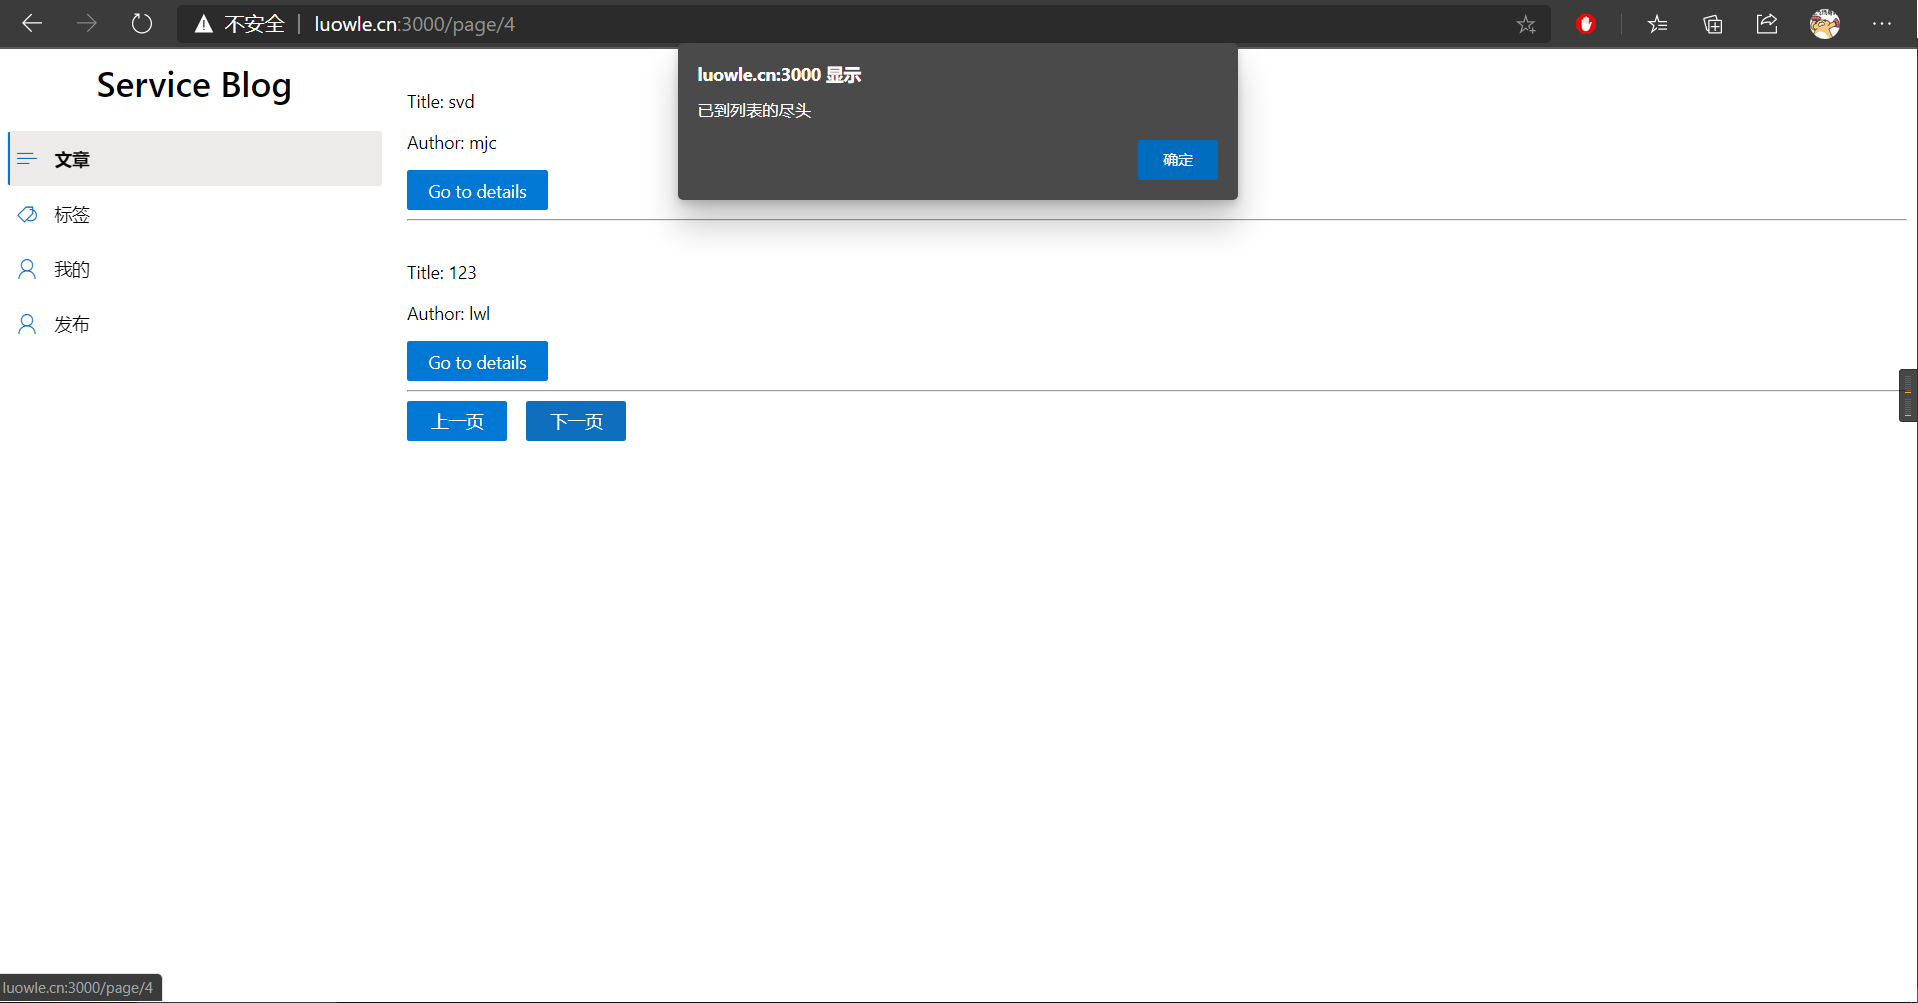 不安全 | luowle.cn:3000/page/4
luowle.cn:3000 显示
已到列表的尽头
确定
Service Blog
文章
标签
我的
发布
Title: svd
Author: mjc
Go to details
Title: 123
Author: lwl
Go to details
上一页 下一页
luowle.cn:3000/page/4